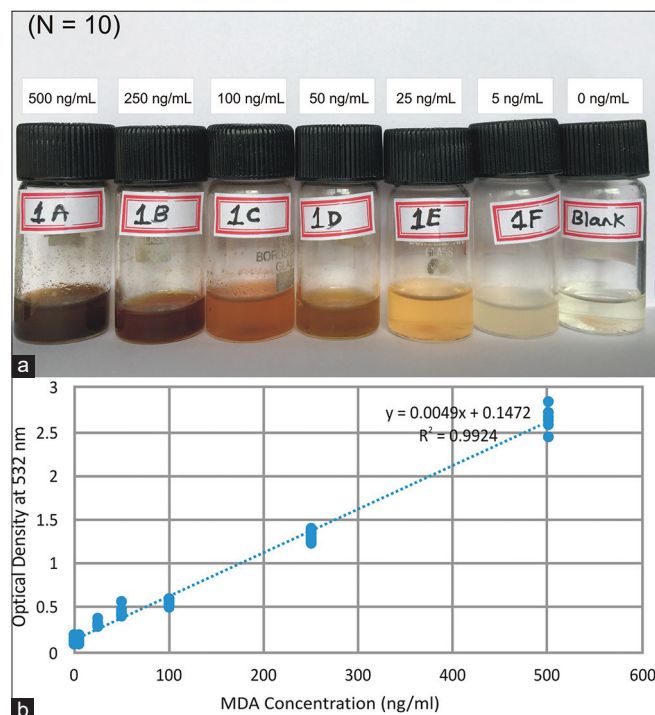 (N = 10)
500 ng/mL 250 ng/mL 100 ng/mL 50 ng/mL 25 ng/mL 5 ng/mL 0 ng/mL
1A 1B 1C 1D 1E 1F Blank
BOROS
GLA
GLASS
a
3
2.5
2
1.5
1
0.5
0
y = 0.0049x + 0.1472
R² = 0.9924
Optical Density at 532 nm
0 100 200 300 400 500 600
MDA Concentration (ng/ml)
b